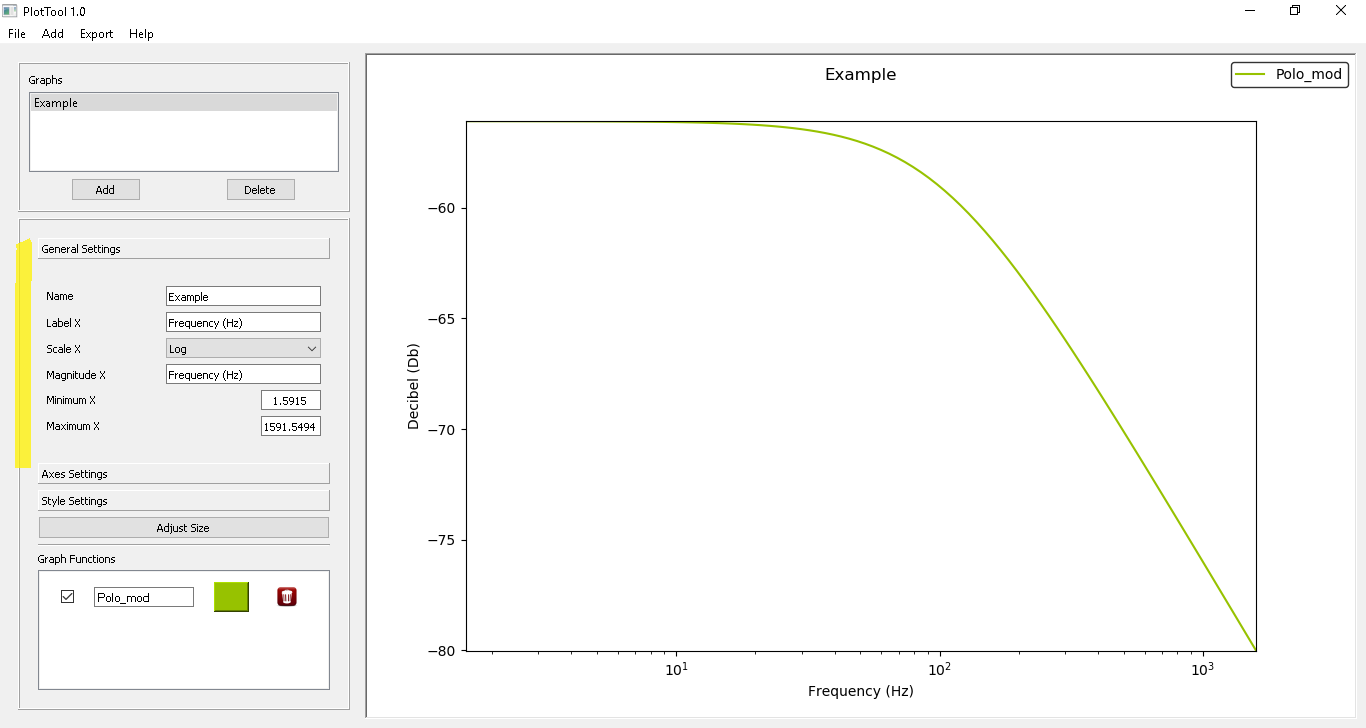 PlotTool 1.0
File Add Export Help
Graphs
Example
Add Delete
General Settings
Name Example
Label X Frequency (Hz)
Scale X Log
Magnitude X Frequency (Hz)
Minimum X 1.5915
Maximum X 1591.5494
Axes Settings
Style Settings
Adjust Size
Graph Functions
Polo_mod
Example
Polo_mod
−60
−65
−70
−75
−80
Decibel (Db)
10¹ 10² 10³
Frequency (Hz)